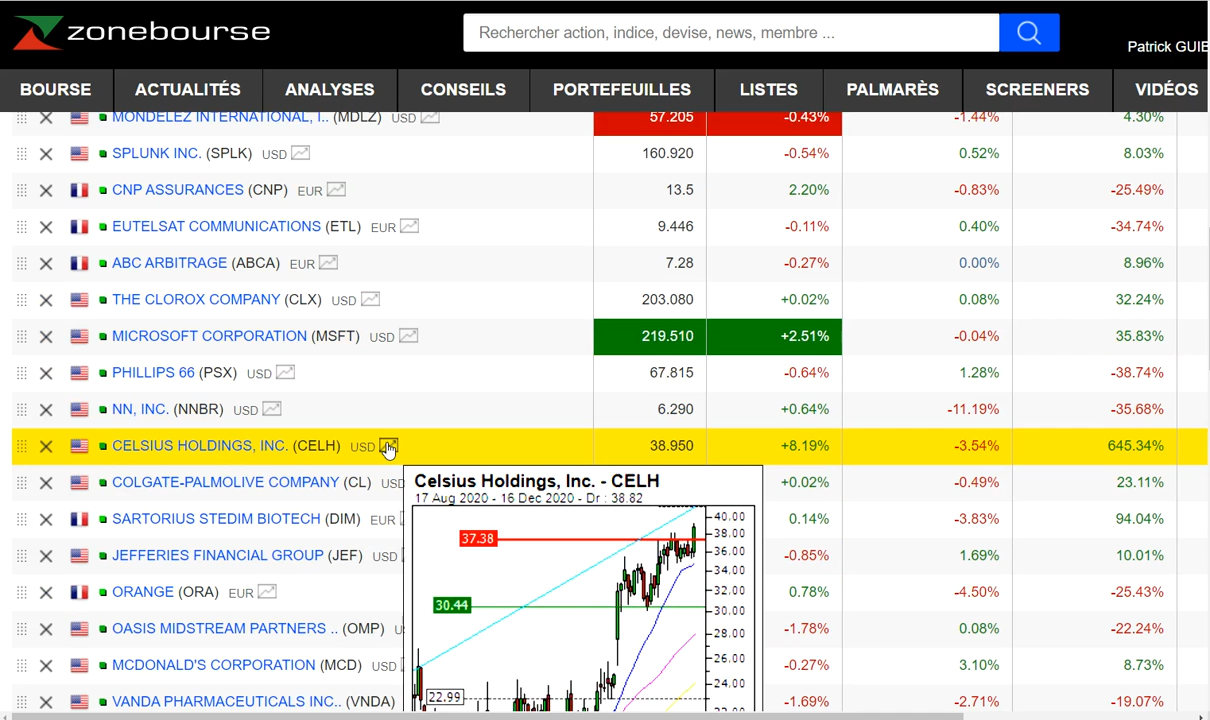 zonebourse
Rechercher action, indice, devise, news, membre ...
Patrick GUIE
BOURSE ACTUALITÉS ANALYSES CONSEILS PORTEFEUILLES LISTES PALMARÈS SCREENERS VIDÉOS
MONDELEZ INTERNATIONAL, I.. (MDLZ) USD 57.205 -0.43% -1.44% 4.30%
SPLUNK INC. (SPLK) USD 160.920 -0.54% 0.52% 8.03%
CNP ASSURANCES (CNP) EUR 13.5 2.20% -0.83% -25.49%
EUTELSAT COMMUNICATIONS (ETL) EUR 9.446 -0.11% 0.40% -34.74%
ABC ARBITRAGE (ABCA) EUR 7.28 -0.27% 0.00% 8.96%
THE CLOROX COMPANY (CLX) USD 203.080 +0.02% 0.08% 32.24%
MICROSOFT CORPORATION (MSFT) USD 219.510 +2.51% -0.04% 35.83%
PHILLIPS 66 (PSX) USD 67.815 -0.64% 1.28% -38.74%
NN, INC. (NNBR) USD 6.290 +0.64% -11.19% -35.68%
CELSIUS HOLDINGS, INC. (CELH) USD 38.950 +8.19% -3.54% 645.34%
COLGATE-PALMOLIVE COMPANY (CL) USD +0.02% -0.49% 23.11%
SARTORIUS STEDIM BIOTECH (DIM) EUR 0.14% -3.83% 94.04%
JEFFERIES FINANCIAL GROUP (JEF) USD -0.85% 1.69% 10.01%
ORANGE (ORA) EUR 0.78% -4.50% -25.43%
OASIS MIDSTREAM PARTNERS .. (OMP) -1.78% 0.08% -22.24%
MCDONALD'S CORPORATION (MCD) USD -0.27% 3.10% 8.73%
VANDA PHARMACEUTICALS INC.. (VNDA) -1.69% -2.71% -19.07%
Celsius Holdings, Inc. - CELH
17 Aug 2020 - 16 Dec 2020 - Dr : 38.82
37.38
30.44
22.99
40.00
38.00
36.00
34.00
32.00
30.00
28.00
26.00
24.00